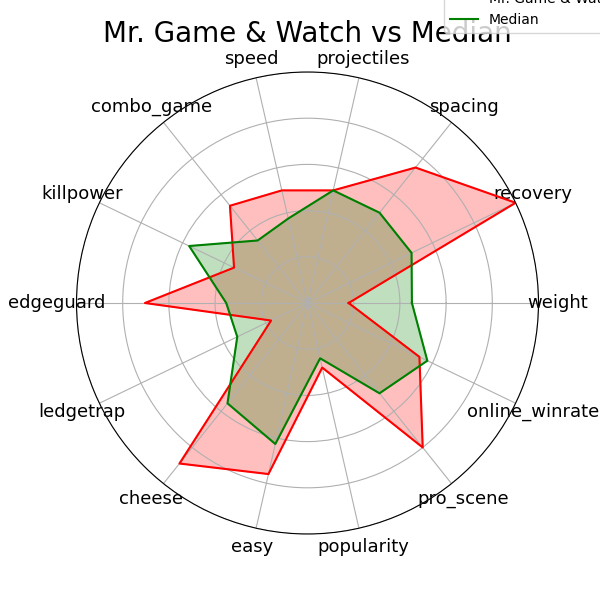 Mr. Game & Watch vs Median
Median
speed
projectiles
combo_game
spacing
killpower
recovery
edgeguard
weight
ledgetrap
online_winrate
cheese
pro_scene
easy
popularity